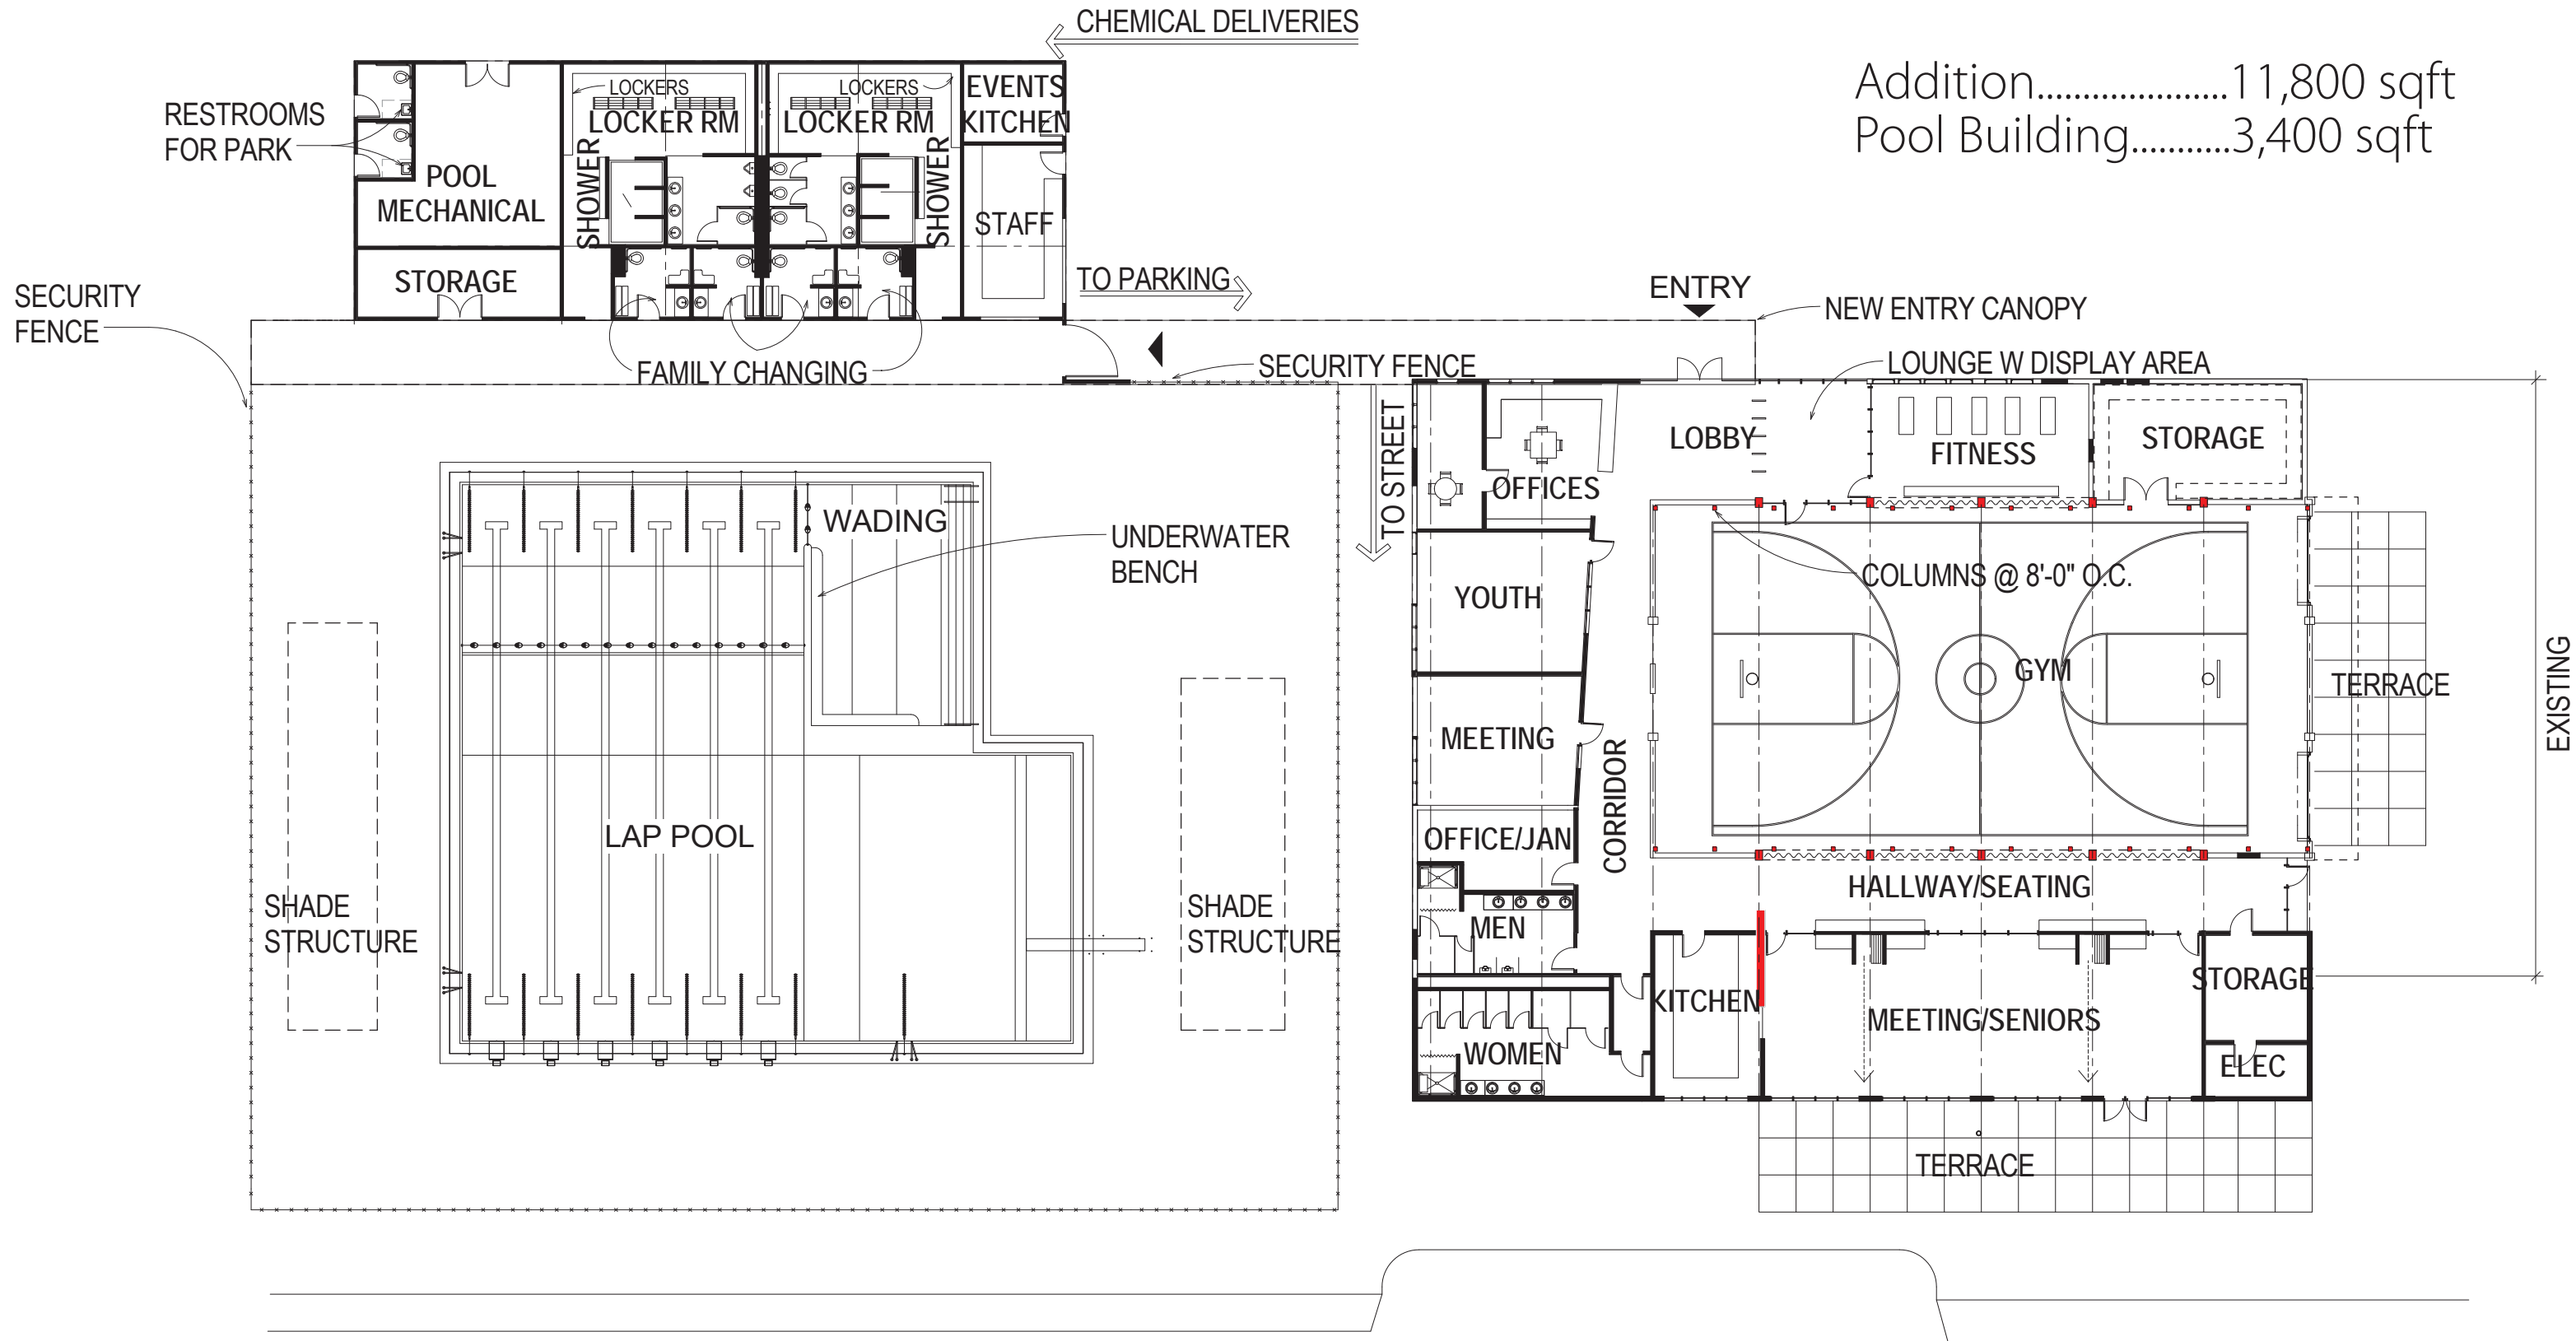 CHEMICAL DELIVERIES
Addition.....................11,800 sqft
Pool Building...........3,400 sqft
RESTROOMS
FOR PARK
LOCKERS
LOCKER RM
LOCKERS
LOCKER RM
EVENTS
KITCHEN
POOL
MECHANICAL
SHOWER
SHOWER
STAFF
STORAGE
TO PARKING
SECURITY
FENCE
FAMILY CHANGING
ENTRY
NEW ENTRY CANOPY
SECURITY FENCE
LOUNGE W DISPLAY AREA
TO STREET
LOBBY
FITNESS
STORAGE
OFFICES
WADING
UNDERWATER
BENCH
COLUMNS @ 8'-0" O.C.
YOUTH
GYM
TERRACE
EXISTING
MEETING
CORRIDOR
LAP POOL
OFFICE/JAN
HALLWAY/SEATING
SHADE
STRUCTURE
SHADE
STRUCTURE
MEN
STORAGE
KITCHEN
MEETING/SENIORS
WOMEN
ELEC
TERRACE